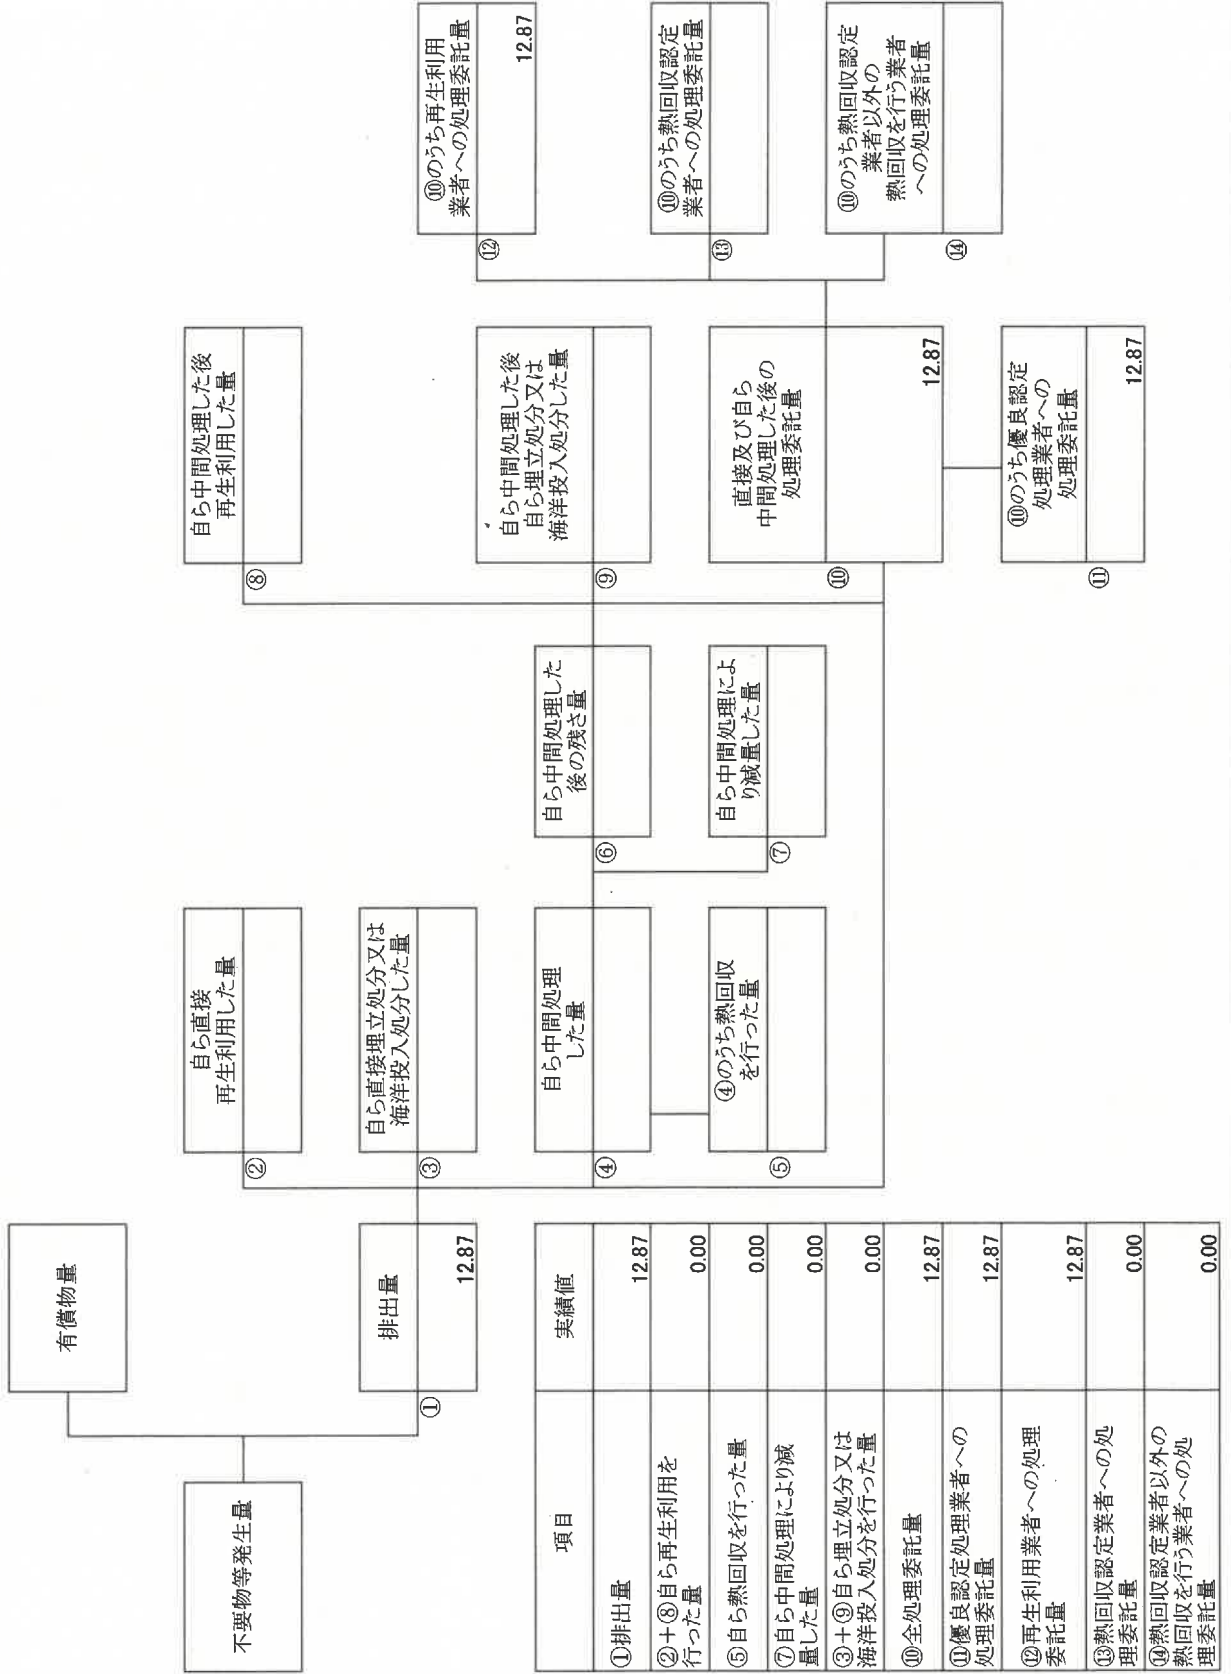 有償物量
不要物等発生量
排出量
①
12.87
自ら直接
再生利用した量
②
自ら直接埋立処分又は
海洋投入処分した量
③
自ら中間処理
した量
④
④のうち熱回収
を行った量
⑤
自ら中間処理した
後の残さ量
⑥
自ら中間処理によ
り減量した量
⑦
自ら中間処理した後
再生利用した量
⑧
自ら中間処理した後
自ら埋立処分又は
海洋投入処分した量
⑨
直接及び自ら
中間処理した後の
処理委託量
⑩
12.87
⑩のうち優良認定
処理業者への
処理委託量
⑪
12.87
⑩のうち再生利用
業者への処理委託量
⑫
12.87
⑩のうち熱回収認定
業者への処理委託量
⑬
⑩のうち熱回収認定
業者以外の
熱回収を行う業者
への処理委託量
⑭
項目
実績値
①排出量
12.87
②+⑧自ら再生利用を
行った量
0.00
⑤自ら熱回収を行った量
0.00
⑦自ら中間処理により減
量した量
0.00
③+⑨自ら埋立処分又は
海洋投入処分を行った量
0.00
⑩全処理委託量
12.87
⑪優良認定処理業者への
処理委託量
12.87
⑫再生利用業者への処理
委託量
12.87
⑬熱回収認定業者への処
理委託量
0.00
⑭熱回収認定業者以外の
熱回収を行う業者への処
理委託量
0.00